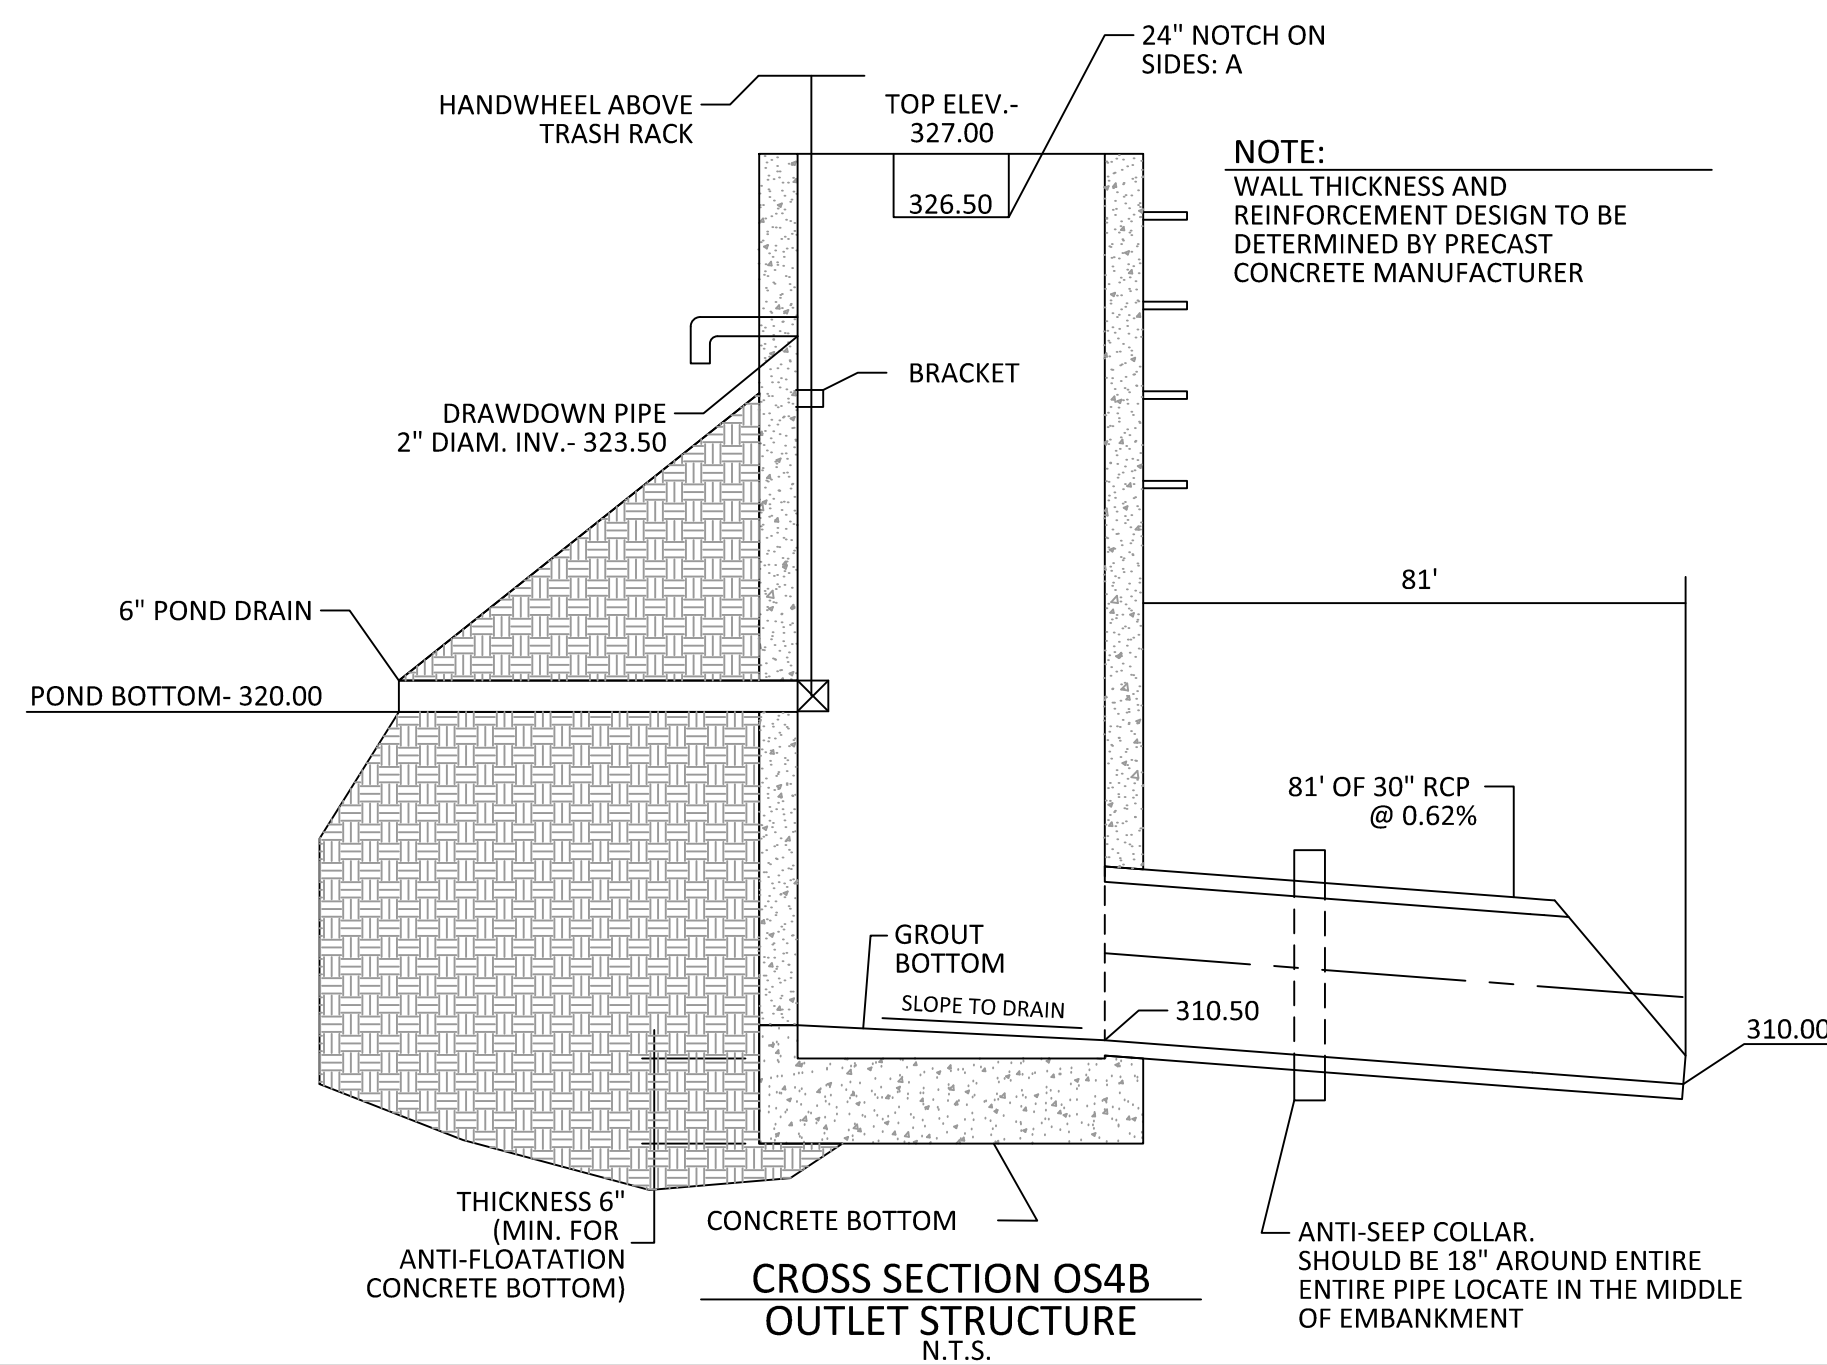 24" NOTCH ON
SIDES: A
HANDWHEEL ABOVE
TRASH RACK
TOP ELEV.-
327.00
326.50
NOTE:
WALL THICKNESS AND
REINFORCEMENT DESIGN TO BE
DETERMINED BY PRECAST
CONCRETE MANUFACTURER
BRACKET
DRAWDOWN PIPE
2" DIAM. INV.- 323.50
81'
6" POND DRAIN
POND BOTTOM- 320.00
81' OF 30" RCP
@ 0.62%
GROUT
BOTTOM
SLOPE TO DRAIN
310.50
310.00
THICKNESS 6"
(MIN. FOR
ANTI-FLOATATION
CONCRETE BOTTOM)
CONCRETE BOTTOM
ANTI-SEEP COLLAR.
SHOULD BE 18" AROUND ENTIRE
ENTIRE PIPE LOCATE IN THE MIDDLE
OF EMBANKMENT
CROSS SECTION OS4B
OUTLET STRUCTURE
N.T.S.